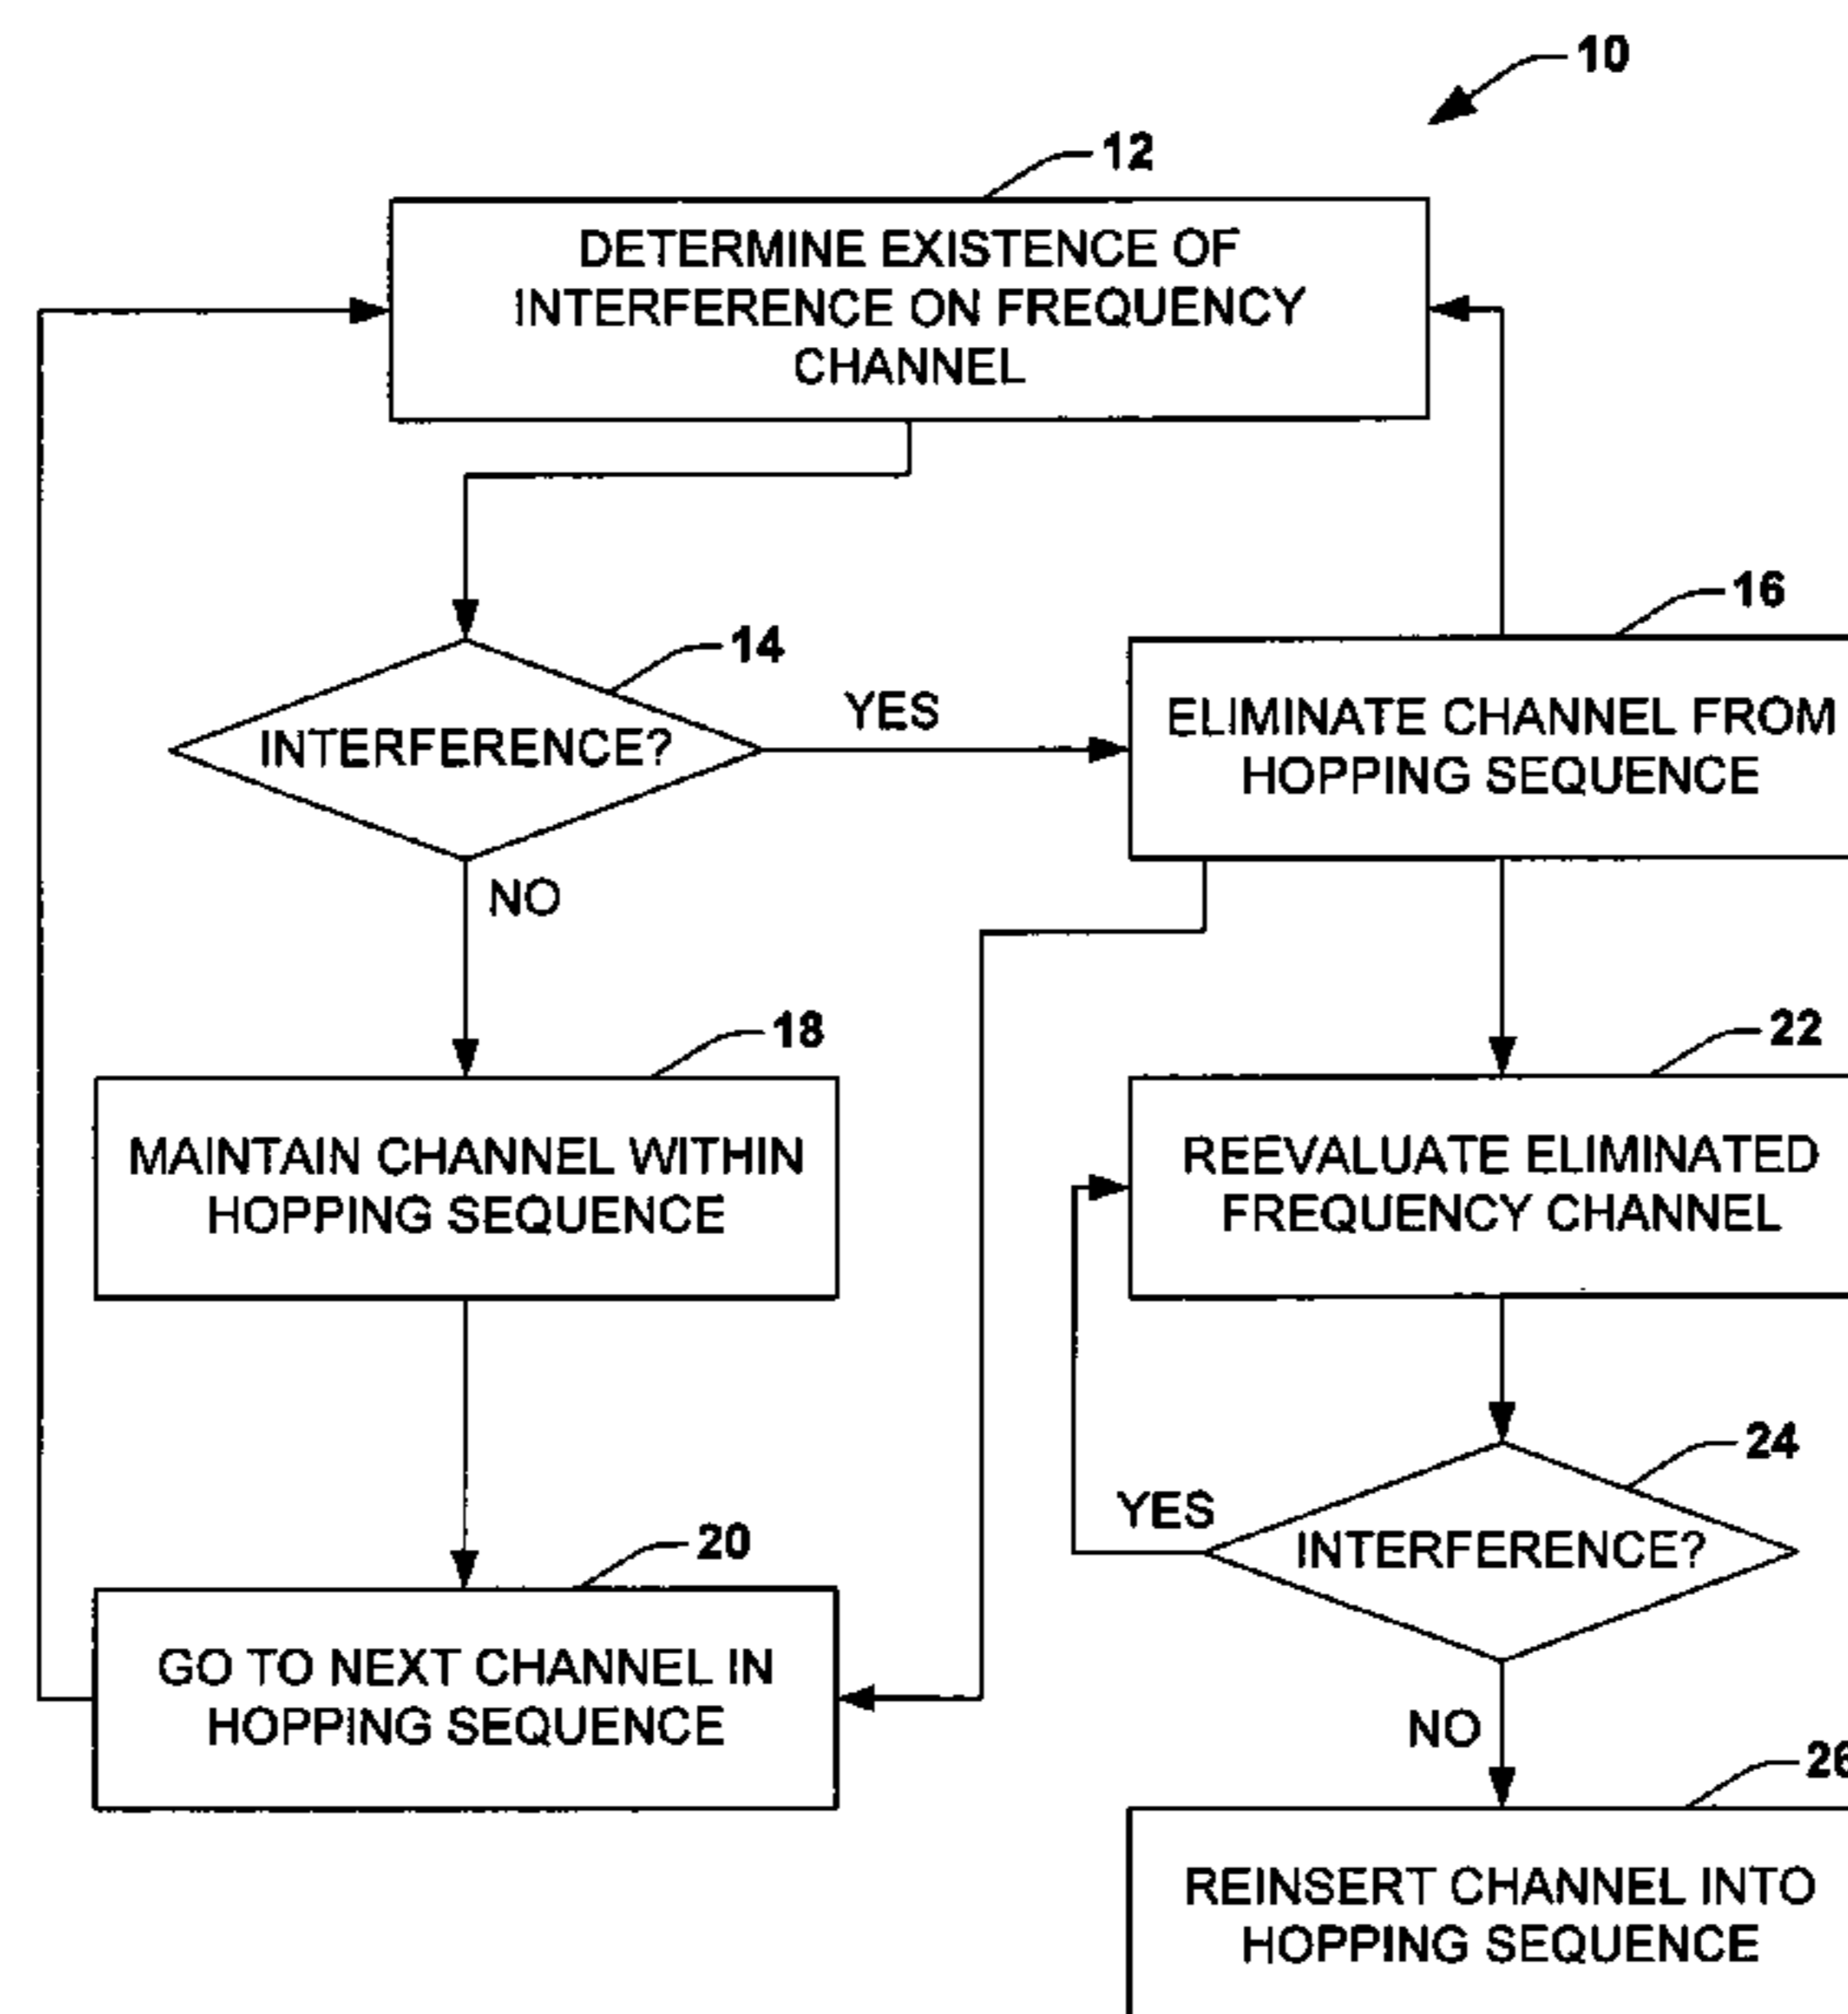 10
12
DETERMINE EXISTENCE OF
INTERFERENCE ON FREQUENCY
CHANNEL
16
14
YES
INTERFERENCE?
ELIMINATE CHANNEL FROM
HOPPING SEQUENCE
NO
18
22
MAINTAIN CHANNEL WITHIN
HOPPING SEQUENCE
REEVALUATE ELIMINATED
FREQUENCY CHANNEL
24
YES
INTERFERENCE?
20
GO TO NEXT CHANNEL IN
HOPPING SEQUENCE
NO
26
REINSERT CHANNEL INTO
HOPPING SEQUENCE